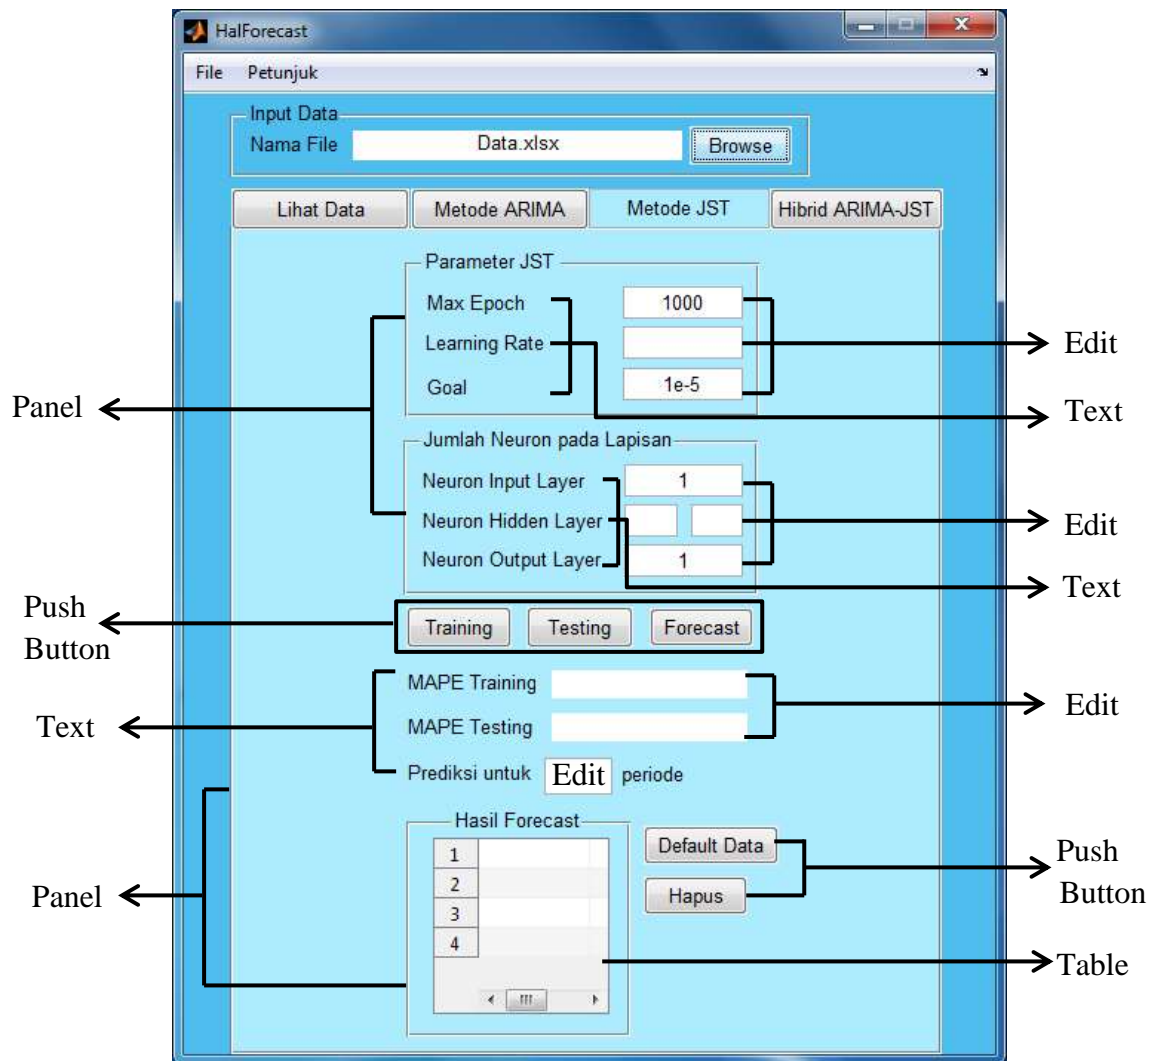 HalForecast
File Petunjuk
Input Data
Nama File Data.xlsx Browse
Lihat Data Metode ARIMA Metode JST Hibrid ARIMA-JST
Parameter JST
Max Epoch 1000
Learning Rate
Goal 1e-5
Edit
Text
Panel
Jumlah Neuron pada Lapisan
Neuron Input Layer 1
Neuron Hidden Layer
Neuron Output Layer 1
Edit
Text
Push
Button
Training Testing Forecast
MAPE Training
MAPE Testing
Prediksi untuk Edit periode
Text
Edit
Hasil Forecast
1
2
3
4
Default Data
Hapus
Panel
Push
Button
Table